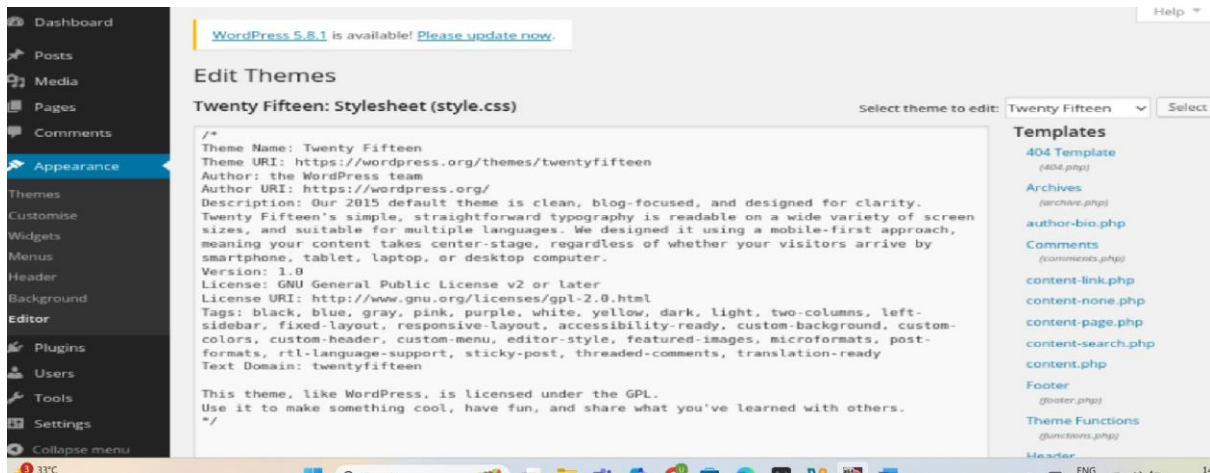 Dashboard
Posts
Media
Pages
Comments
Appearance
Themes
Customise
Widgets
Menus
Header
Background
Editor
Plugins
Users
Tools
Settings
Collapse menu
Help
WordPress 5.8.1 is available! Please update now.
Edit Themes
Twenty Fifteen: Stylesheet (style.css)
Select theme to edit: Twenty Fifteen Select
/*
Theme Name: Twenty Fifteen
Theme URI: https://wordpress.org/themes/twentyfifteen
Author: the WordPress team
Author URI: https://wordpress.org/
Description: Our 2015 default theme is clean, blog-focused, and designed for clarity.
Twenty Fifteen's simple, straightforward typography is readable on a wide variety of screen
sizes, and suitable for multiple languages. We designed it using a mobile-first approach,
meaning your content takes center-stage, regardless of whether your visitors arrive by
smartphone, tablet, laptop, or desktop computer.
Version: 1.0
License: GNU General Public License v2 or later
License URI: http://www.gnu.org/licenses/gpl-2.0.html
Tags: black, blue, gray, pink, purple, white, yellow, dark, light, two-columns, left-
sidebar, fixed-layout, responsive-layout, accessibility-ready, custom-background, custom-
colors, custom-header, custom-menu, editor-style, featured-images, microformats, post-
formats, rtl-language-support, sticky-post, threaded-comments, translation-ready
Text Domain: twentyfifteen
This theme, like WordPress, is licensed under the GPL.
Use it to make something cool, have fun, and share what you've learned with others.
*/
Templates
404 Template
(404.php)
Archives
(archive.php)
author-bio.php
Comments
(comments.php)
content-link.php
content-none.php
content-page.php
content-search.php
content.php
Footer
(footer.php)
Theme Functions
(functions.php)
Header
3 33°C
ENG